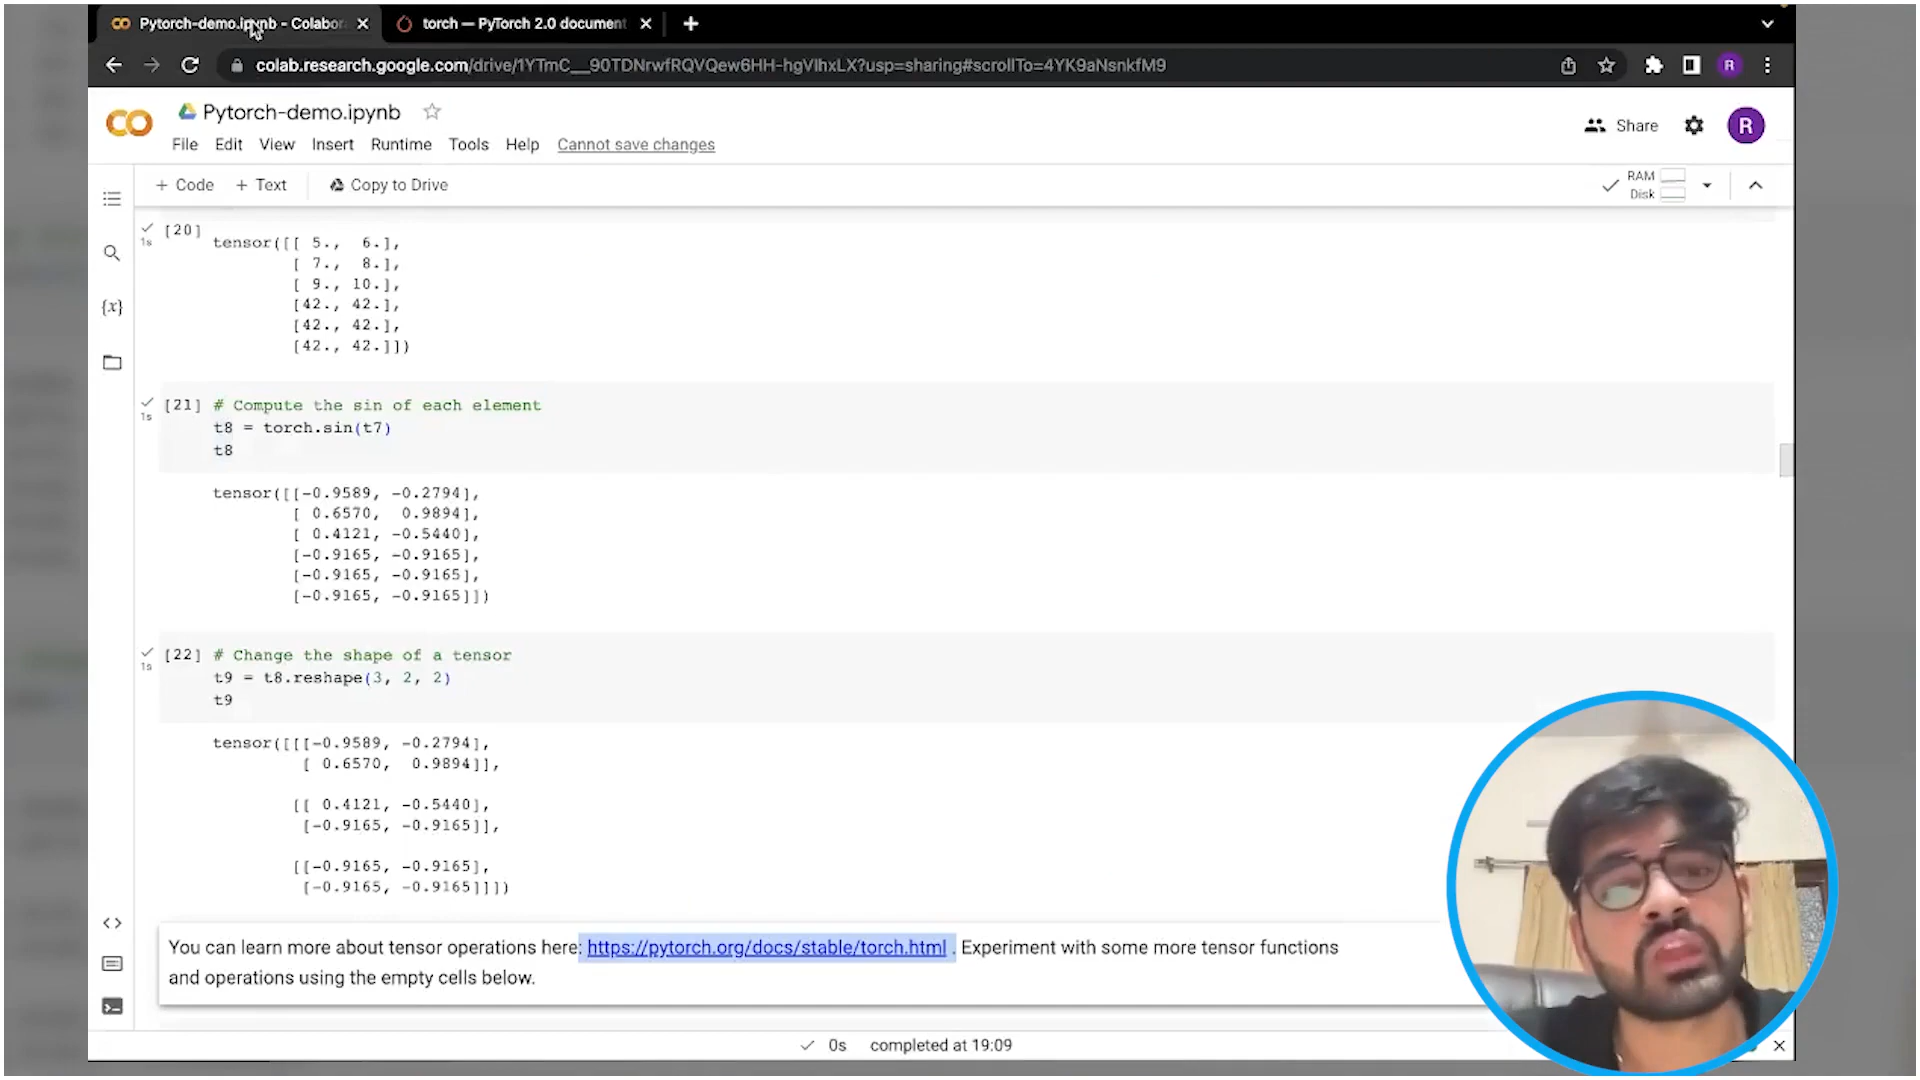 Pytorch-demo.ipynb - Colabor
torch — PyTorch 2.0 document
colab.research.google.com/drive/1YTmC__90TDNrwfRQVQew6HH-hgVlhxLX?usp=sharing#scrollTo=4YK9aNsnkfM9
R
Pytorch-demo.ipynb
Share
R
File Edit View Insert Runtime Tools Help Cannot save changes
+ Code + Text Copy to Drive
RAM
Disk
{x}
1s
[20]
tensor([[ 5.,  6.],
[ 7.,  8.],
[ 9., 10.],
[42., 42.],
[42., 42.],
[42., 42.]])
1s
[21] # Compute the sin of each element
t8 = torch.sin(t7)
t8
tensor([[-0.9589, -0.2794],
[ 0.6570,  0.9894],
[ 0.4121, -0.5440],
[-0.9165, -0.9165],
[-0.9165, -0.9165],
[-0.9165, -0.9165]])
1s
[22] # Change the shape of a tensor
t9 = t8.reshape(3, 2, 2)
t9
tensor([[[-0.9589, -0.2794],
[ 0.6570,  0.9894]],
[[ 0.4121, -0.5440],
[-0.9165, -0.9165]],
[[-0.9165, -0.9165],
[-0.9165, -0.9165]]])
You can learn more about tensor operations here: https://pytorch.org/docs/stable/torch.html . Experiment with some more tensor functions
and operations using the empty cells below.
0s completed at 19:09